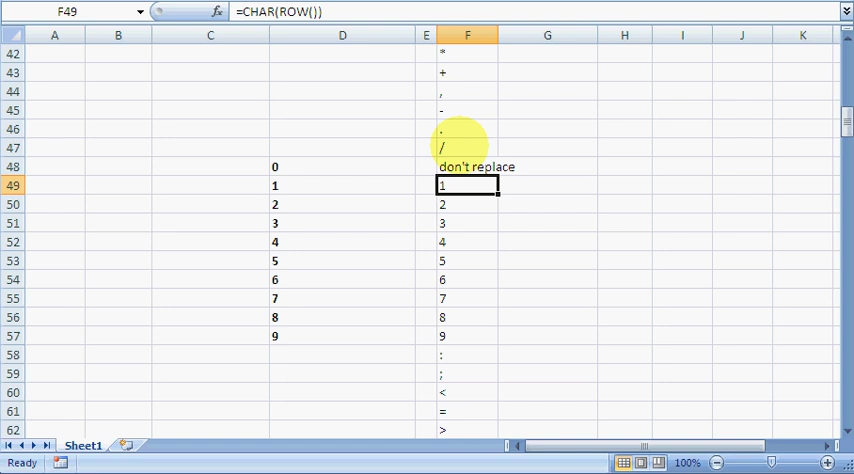 F49 fx =CHAR(ROW())
A B C D E F G H I J K
42 *
43 +
44 ,
45 -
46 .
47 /
48 0 don't replace
49 1 1
50 2 2
51 3 3
52 4 4
53 5 5
54 6 6
55 7 7
56 8 8
57 9 9
58 :
59 ;
60 <
61 =
62 >
Sheet1
Ready 100%